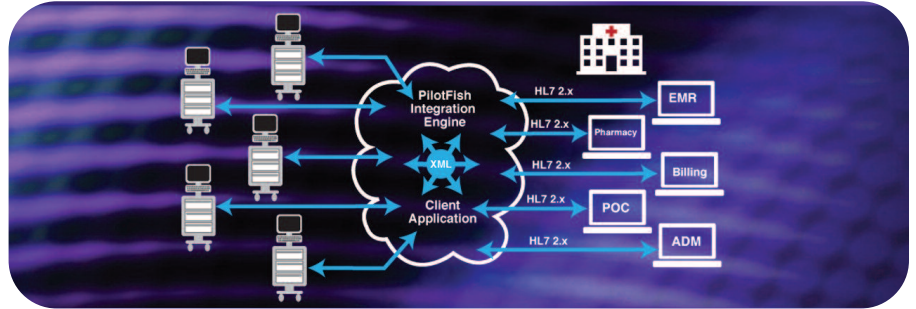 PilotFish
Integration
Engine
XML
Client
Application
HL7 2.x
EMR
HL7 2.x
Pharmacy
HL7 2.x
Billing
HL7 2.x
POC
HL7 2.x
ADM